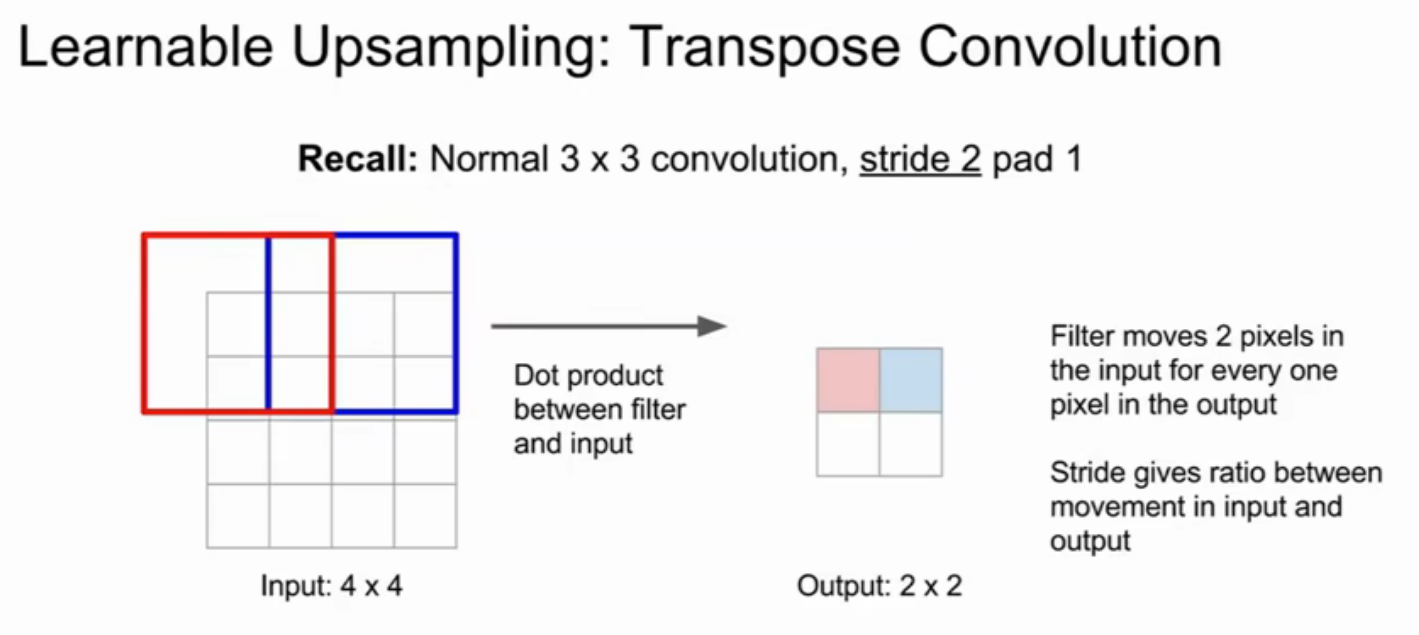 Learnable Upsampling: Transpose Convolution
Recall: Normal 3 x 3 convolution, stride 2 pad 1
Dot product
between filter
and input
Filter moves 2 pixels in
the input for every one
pixel in the output
Stride gives ratio between
movement in input and
output
Input: 4 x 4
Output: 2 x 2